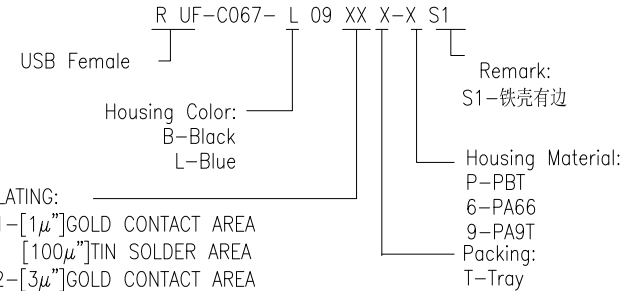 R UF-C067- L 09 XX X-X S1
USB Female
Remark:
S1-铁壳有边
Housing Color:
B-Black
L-Blue
Housing Material:
P-PBT
6-PA66
9-PA9T
LATING:
1-[1μ"]GOLD CONTACT AREA
[100μ"]TIN SOLDER AREA
2-[3μ"]GOLD CONTACT AREA
Packing:
T-Tray